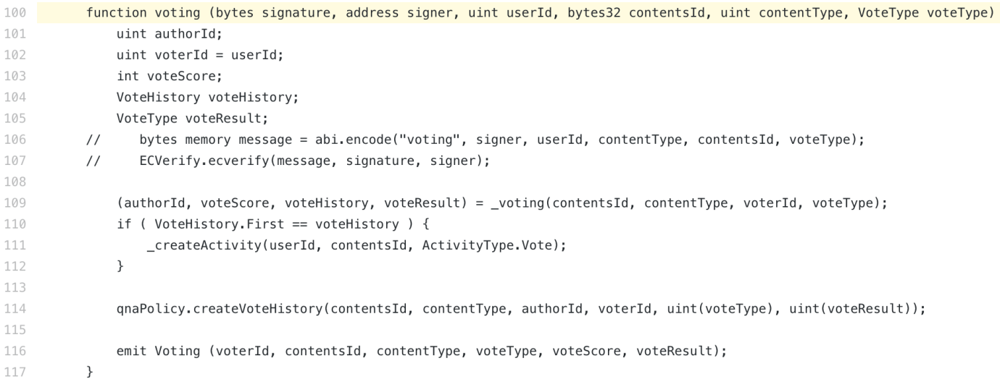 100 function voting (bytes signature, address signer, uint userId, bytes32 contentsId, uint contentType, VoteType voteType)
101 uint authorId;
102 uint voterId = userId;
103 int voteScore;
104 VoteHistory voteHistory;
105 VoteType voteResult;
106 // bytes memory message = abi.encode("voting", signer, userId, contentType, contentsId, voteType);
107 // ECVerify.ecverify(message, signature, signer);
108
109 (authorId, voteScore, voteHistory, voteResult) = _voting(contentsId, contentType, voterId, voteType);
110 if ( VoteHistory.First == voteHistory ) {
111 _createActivity(userId, contentsId, ActivityType.Vote);
112 }
113
114 qnaPolicy.createVoteHistory(contentsId, contentType, authorId, voterId, uint(voteType), uint(voteResult));
115
116 emit Voting (voterId, contentsId, contentType, voteType, voteScore, voteResult);
117 }